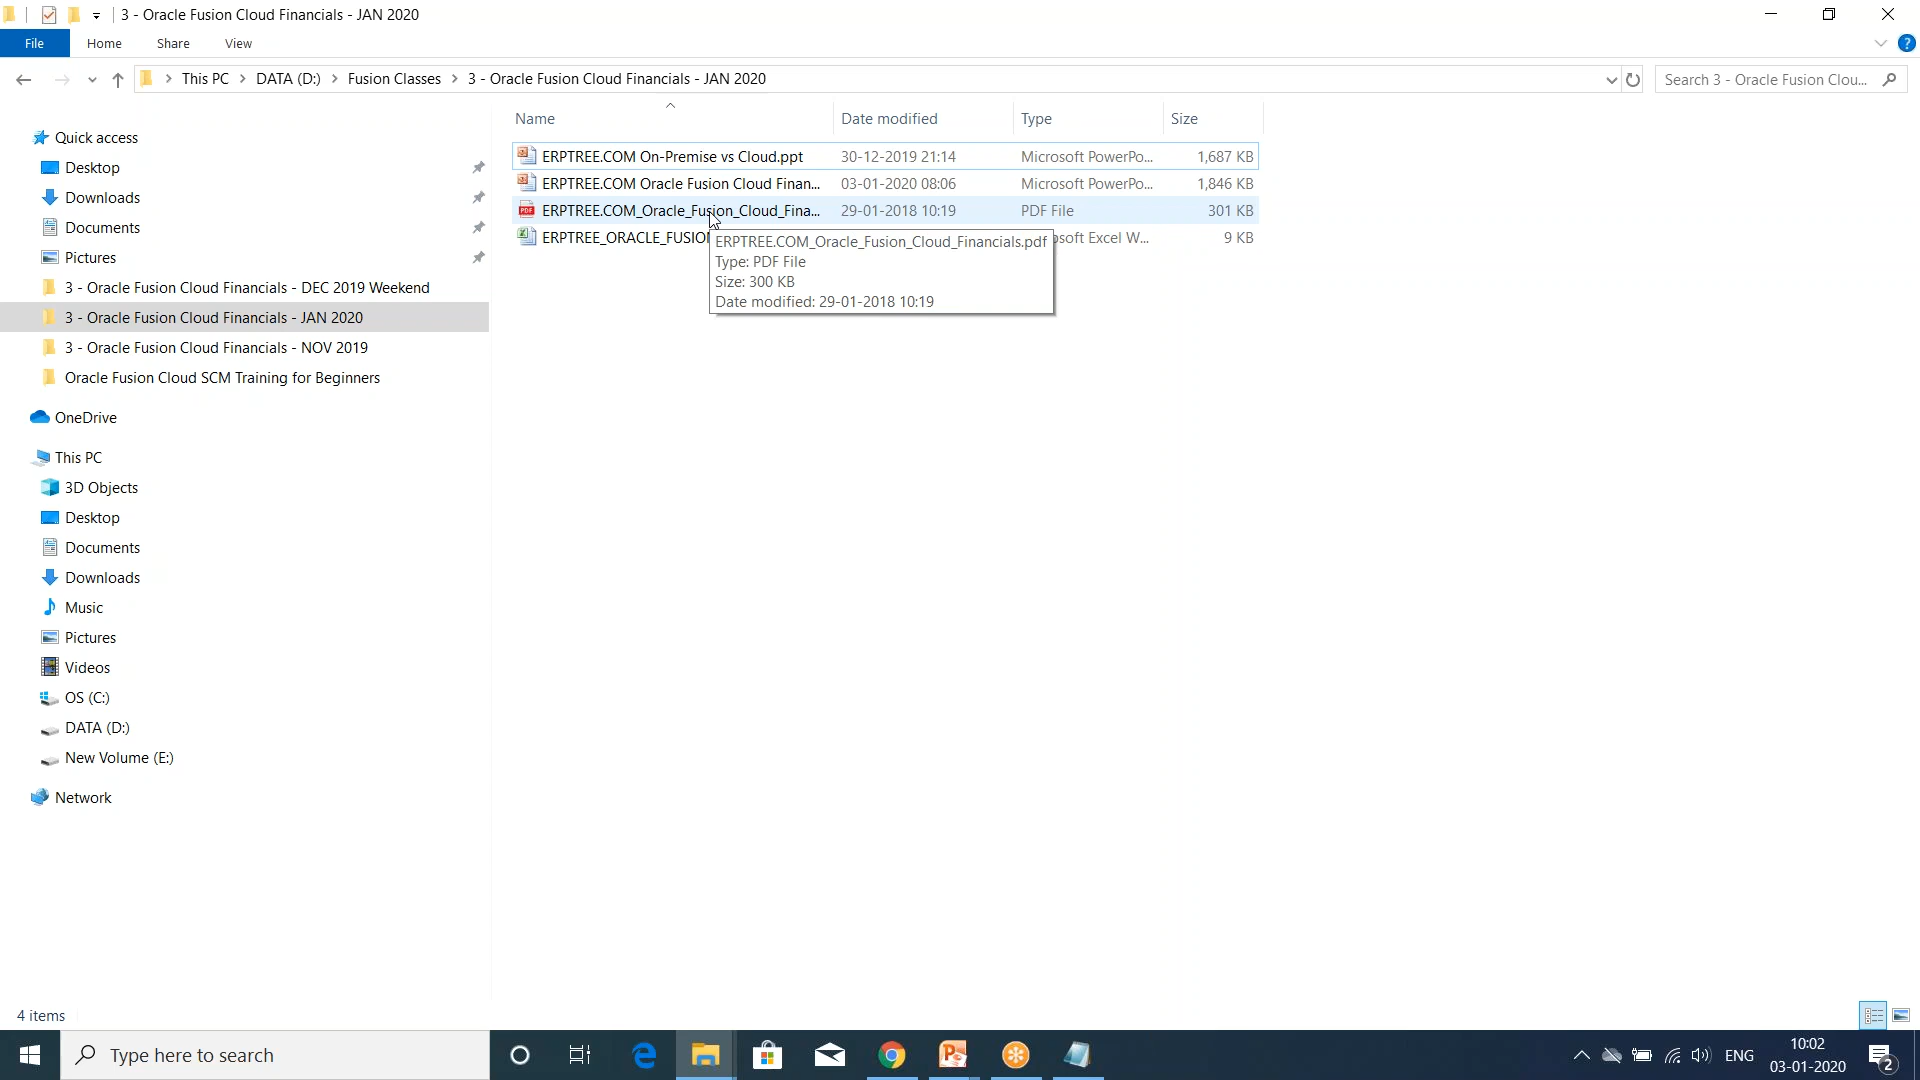 3 - Oracle Fusion Cloud Financials - JAN 2020
File Home Share View
This PC > DATA (D:) > Fusion Classes > 3 - Oracle Fusion Cloud Financials - JAN 2020
Search 3 - Oracle Fusion Clou...
Name Date modified Type Size
Quick access
Desktop
Downloads
Documents
Pictures
3 - Oracle Fusion Cloud Financials - DEC 2019 Weekend
3 - Oracle Fusion Cloud Financials - JAN 2020
3 - Oracle Fusion Cloud Financials - NOV 2019
Oracle Fusion Cloud SCM Training for Beginners
OneDrive
This PC
3D Objects
Desktop
Documents
Downloads
Music
Pictures
Videos
OS (C:)
DATA (D:)
New Volume (E:)
Network
ERPTREE.COM On-Premise vs Cloud.ppt 30-12-2019 21:14 Microsoft PowerPo... 1,687 KB
ERPTREE.COM Oracle Fusion Cloud Finan... 03-01-2020 08:06 Microsoft PowerPo... 1,846 KB
ERPTREE.COM_Oracle_Fusion_Cloud_Fina... 29-01-2018 10:19 PDF File 301 KB
ERPTREE_ORACLE_FUSION soft Excel W... 9 KB
ERPTREE.COM_Oracle_Fusion_Cloud_Financials.pdf
Type: PDF File
Size: 300 KB
Date modified: 29-01-2018 10:19
4 items
Type here to search
ENG
10:02
03-01-2020
2